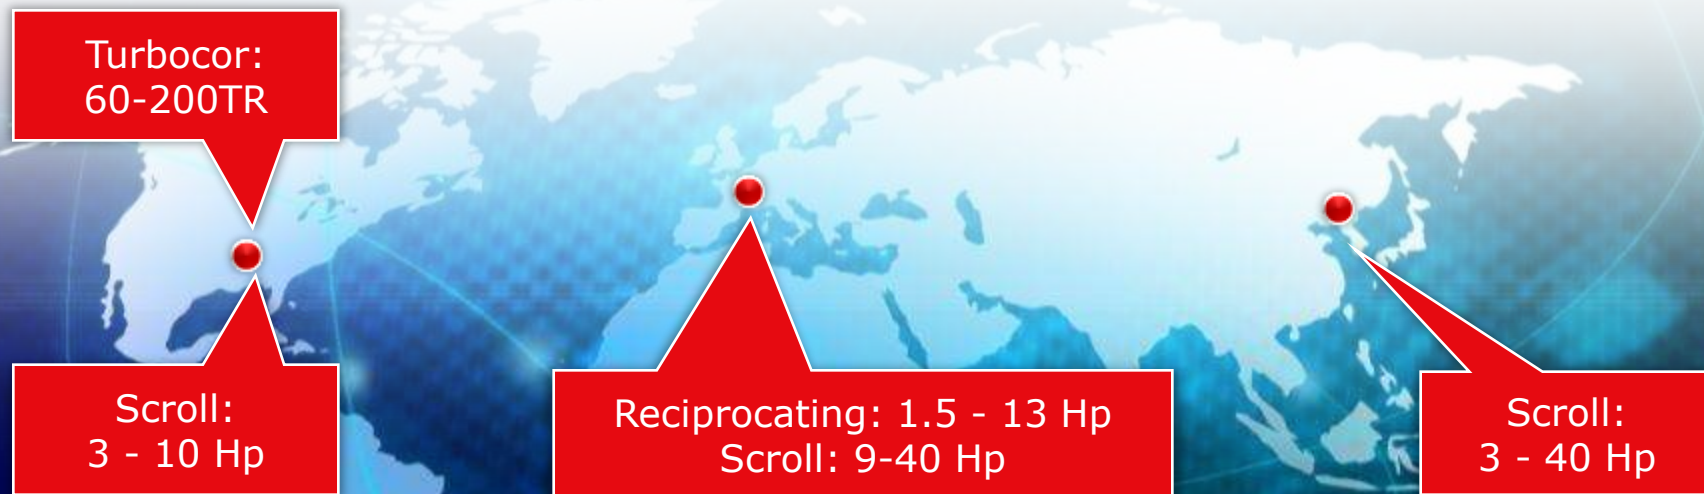 Turbocor:
60-200TR
Scroll:
3 - 10 Hp
Reciprocating: 1.5 - 13 Hp
Scroll: 9-40 Hp
Scroll:
3 - 40 Hp